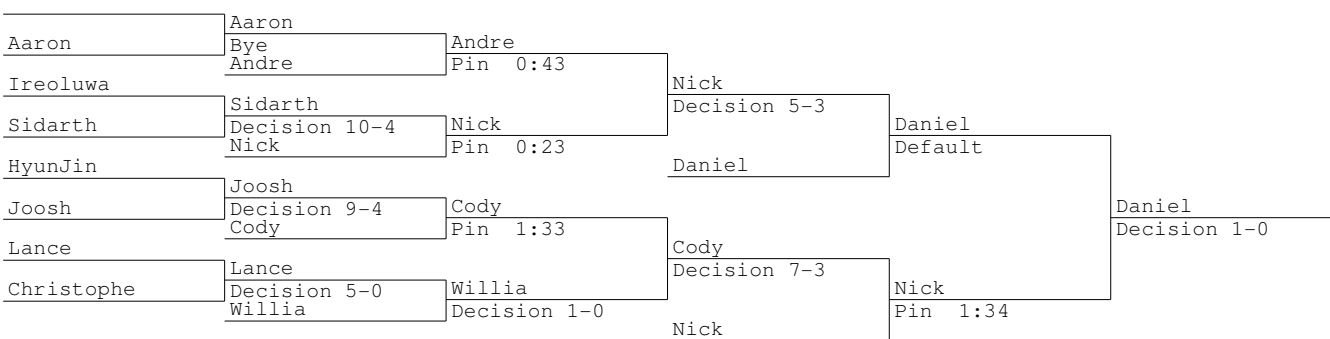 Aaron
Aaron
Bye
Andre
Andre
Pin 0:43
Ireoluwa
Nick
Decision 5-3
Sidarth
Sidarth
Decision 10-4
Nick
Nick
Pin 0:23
Daniel
Default
HyunJin
Daniel
Joosh
Joosh
Decision 9-4
Cody
Cody
Pin 1:33
Daniel
Decision 1-0
Lance
Cody
Decision 7-3
Christophe
Lance
Decision 5-0
Willia
Willia
Decision 1-0
Nick
Pin 1:34
Nick